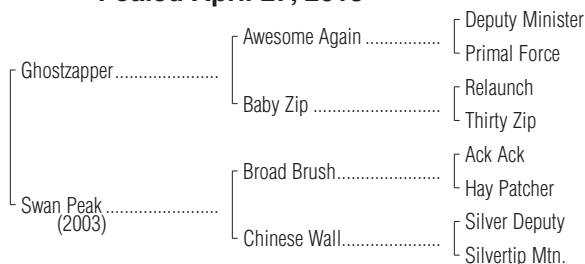 Foaled April 27, 2018
Ghostzapper......................
Awesome Again ................
Deputy Minister
Primal Force
Baby Zip ...........................
Relaunch
Thirty Zip
Swan Peak ........................
(2003)
Broad Brush......................
Ack Ack
Hay Patcher
Chinese Wall.....................
Silver Deputy
Silvertip Mtn.